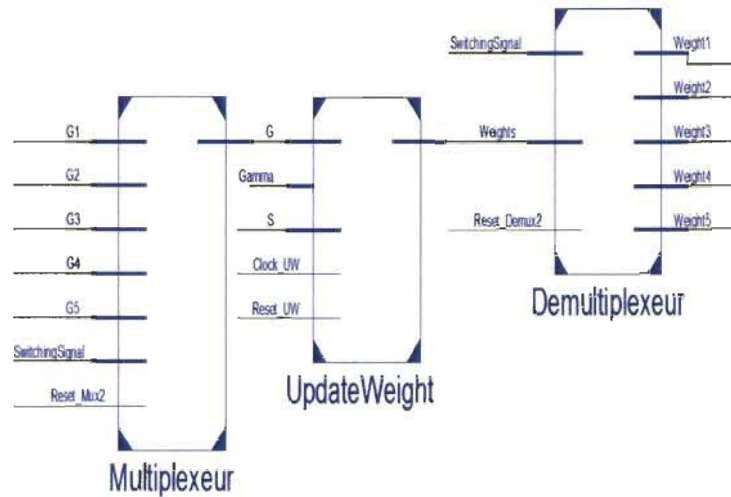 G1
G2
G3
G4
G5
SwitchingSignal
Reset_Mux2
Multiplexeur
G
Gamma
S
Clock_UW
Reset_UW
UpdateWeight
SwitchingSignal
Weights
Reset_Demux2
Weight1
Weight2
Weight3
Weight4
Weight5
Demultiplexeur